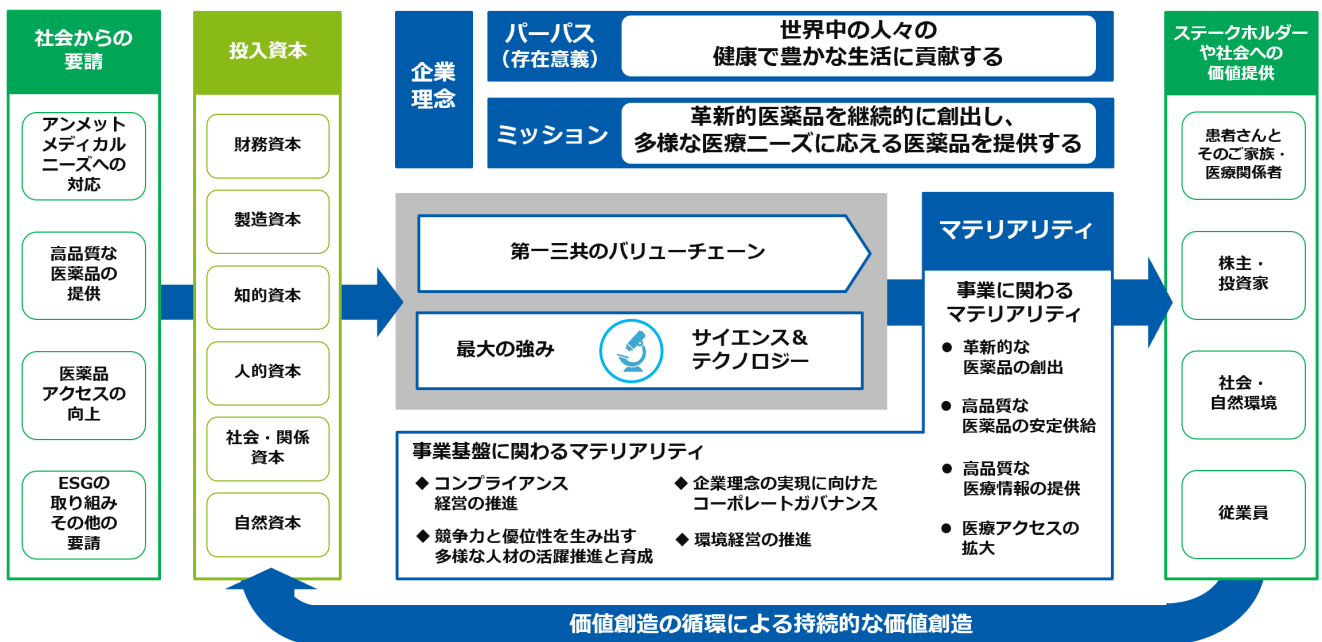 社会からの
要請
アンメット
メディカル
ニーズへの
対応
高品質な
医薬品の
提供
医薬品
アクセスの
向上
ESGの
取り組み
その他の
要請
投入資本
財務資本
製造資本
知的資本
人的資本
社会・関係
資本
自然資本
企業
理念
パーパス
（存在意義）
世界中の人々の
健康で豊かな生活に貢献する
ミッション
革新的医薬品を継続的に創出し、
多様な医療ニーズに応える医薬品を提供する
第一三共のバリューチェーン
最大の強み
サイエンス＆
テクノロジー
マテリアリティ
事業に関わる
マテリアリティ
● 革新的な
医薬品の創出
● 高品質な
医薬品の安定供給
● 高品質な
医療情報の提供
● 医療アクセスの
拡大
事業基盤に関わるマテリアリティ
◆ コンプライアンス
経営の推進
◆ 競争力と優位性を生み出す
多様な人材の活躍推進と育成
◆ 企業理念の実現に向けた
コーポレートガバナンス
◆ 環境経営の推進
ステークホルダー
や社会への
価値提供
患者さんと
そのご家族・
医療関係者
株主・
投資家
社会・
自然環境
従業員
価値創造の循環による持続的な価値創造